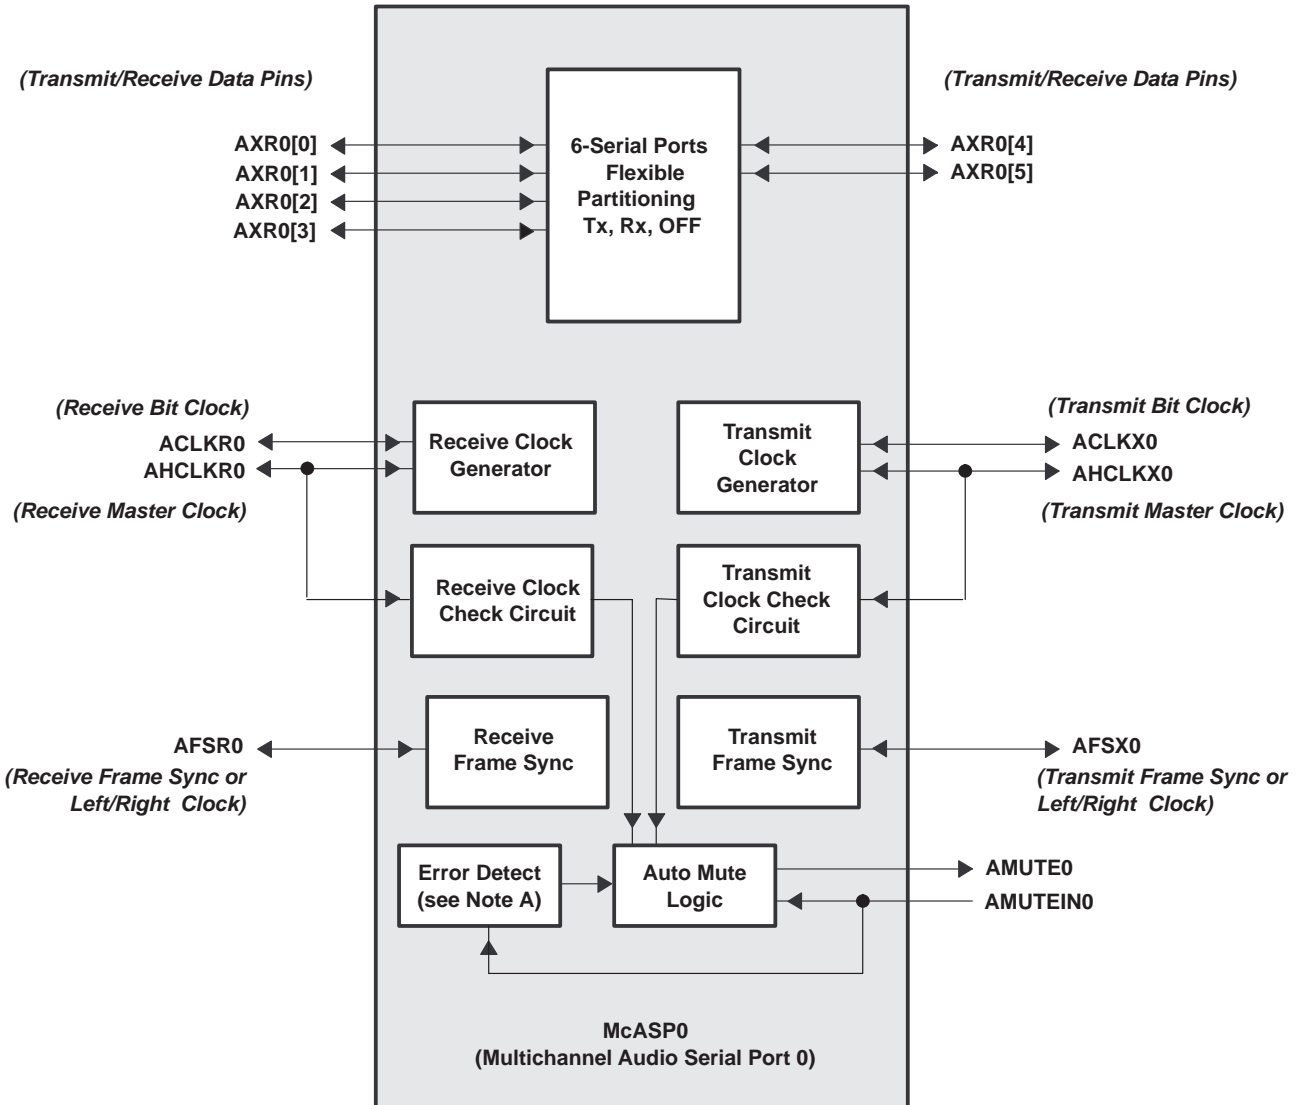 (Transmit/Receive Data Pins)
(Transmit/Receive Data Pins)
AXR0[0]
AXR0[1]
AXR0[2]
AXR0[3]
6-Serial Ports
Flexible
Partitioning
Tx, Rx, OFF
AXR0[4]
AXR0[5]
(Receive Bit Clock)
ACLKR0
AHCLKR0
(Receive Master Clock)
Receive Clock
Generator
Transmit
Clock
Generator
(Transmit Bit Clock)
ACLKX0
AHCLKX0
(Transmit Master Clock)
Receive Clock
Check Circuit
Transmit
Clock Check
Circuit
AFSR0
(Receive Frame Sync or
Left/Right Clock)
Receive
Frame Sync
Transmit
Frame Sync
AFSX0
(Transmit Frame Sync or
Left/Right Clock)
Error Detect
(see Note A)
Auto Mute
Logic
AMUTE0
AMUTEIN0
McASP0
(Multichannel Audio Serial Port 0)